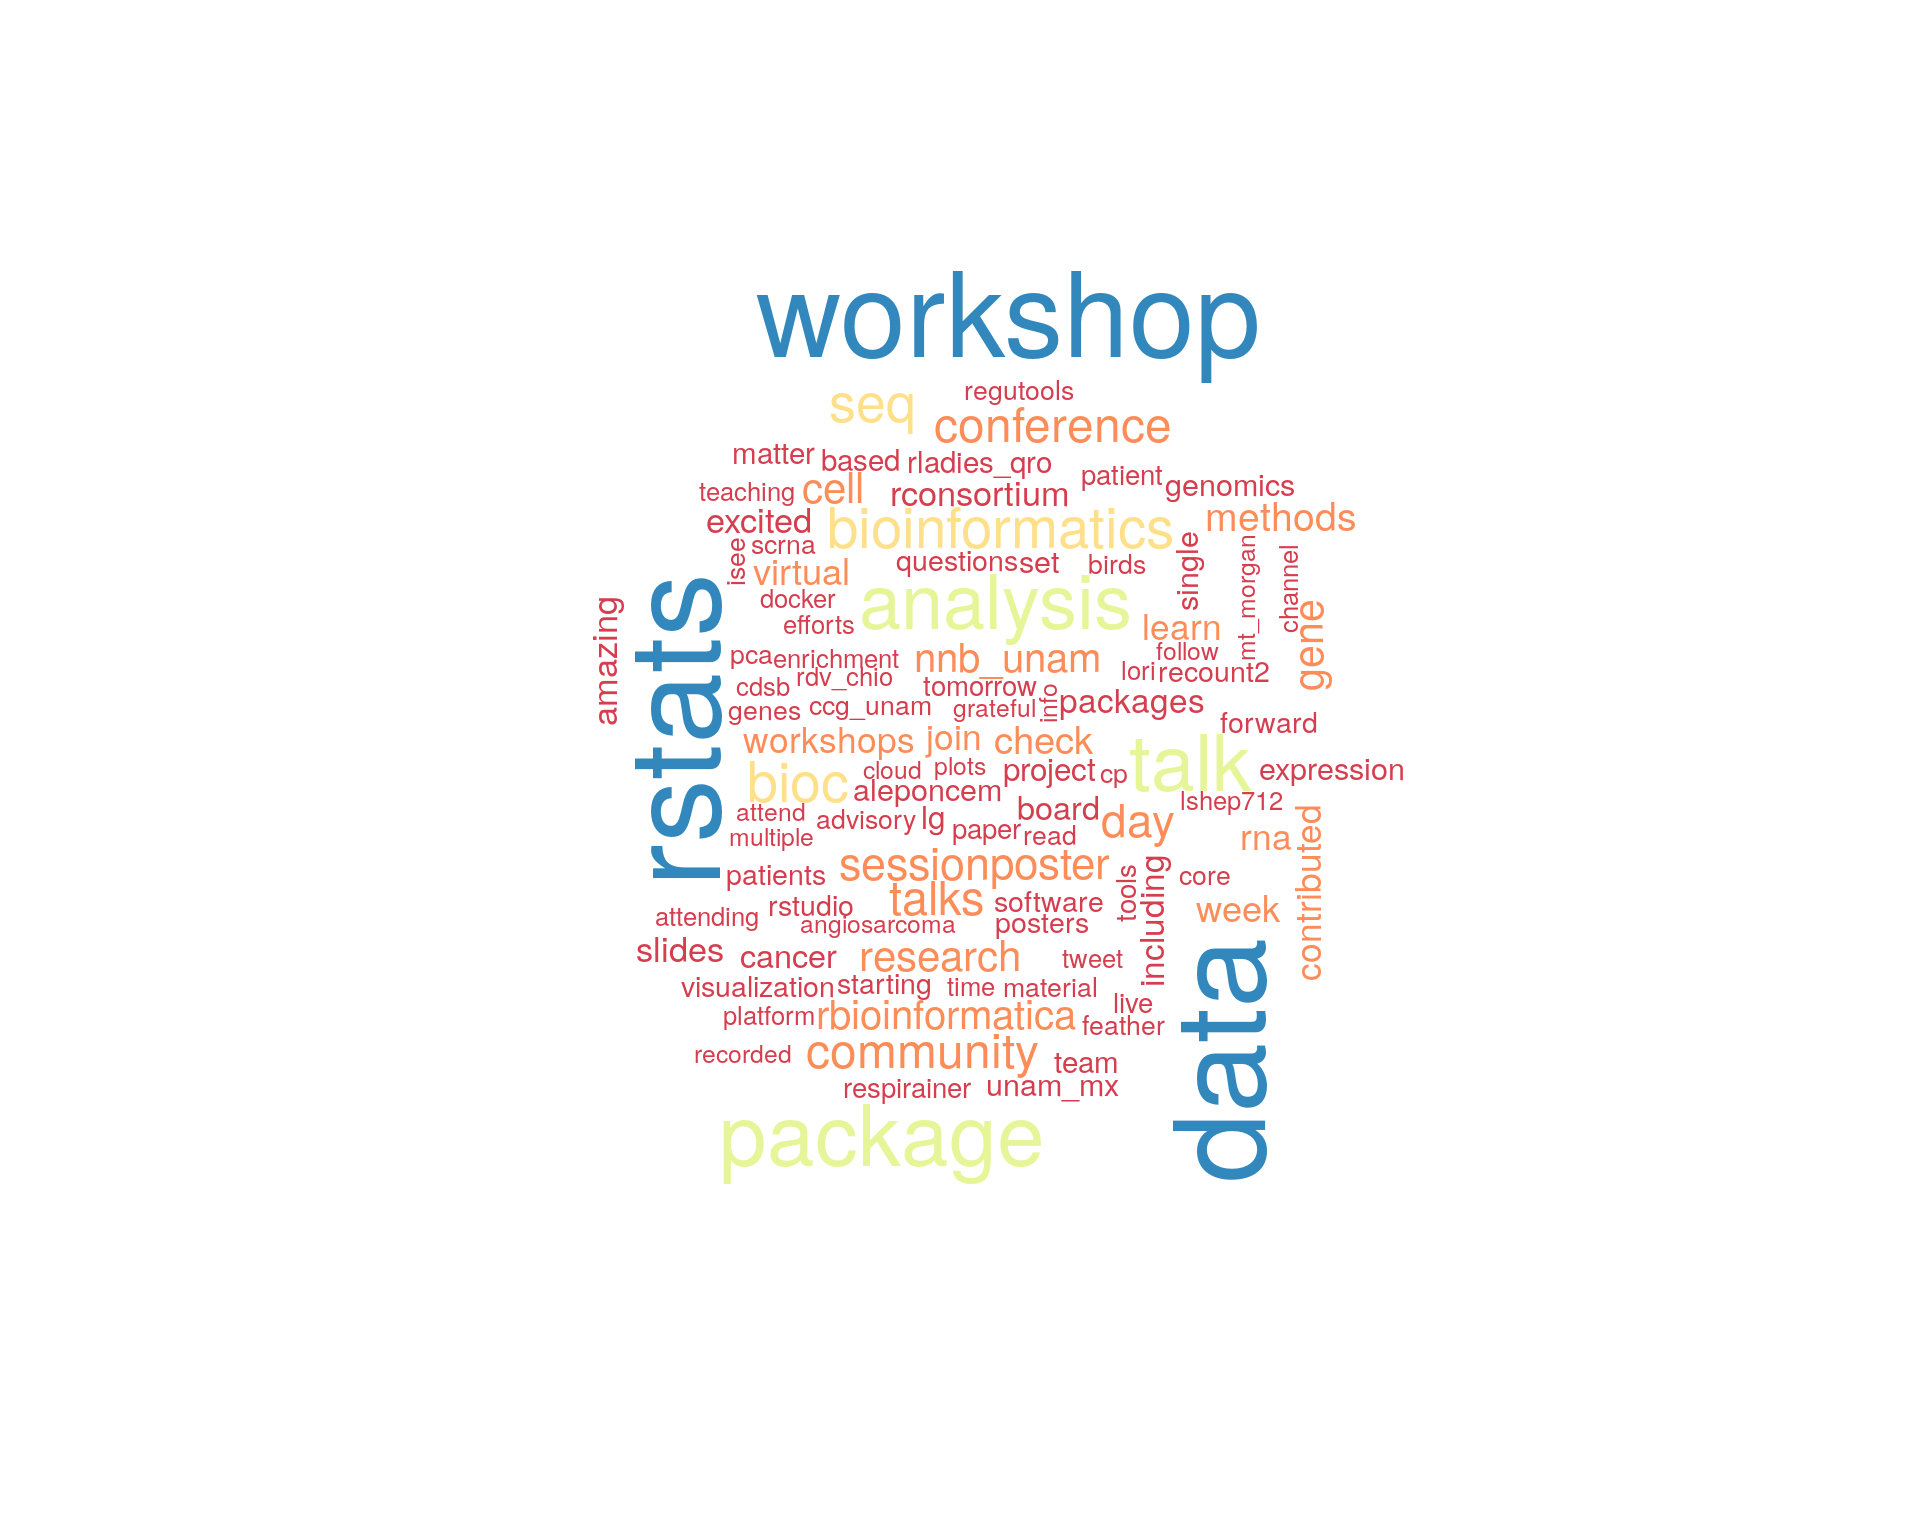 workshop
regutools
seq
conference
matter
based
rladies_qro
patient
genomics
teaching
cell
rconsortium
excited
bioinformatics
methods
isee
scrna
questions
set
birds
single
mt_morgan
channel
virtual
docker
analysis
efforts
learn
gene
amazing
rstats
pca
enrichment
nnb_unam
follow
rdv_chio
lori
recount2
cdsb
tomorrow
info
packages
genes
ccg_unam
grateful
forward
workshops
join
check
talk
bioc
cloud
plots
project
cp
expression
aleponcem
lshep712
attend
advisory
lg
board
day
multiple
paper
read
rna
contributed
session
poster
patients
tools
including
core
talks
rstudio
software
week
attending
angiosarcoma
posters
slides
cancer
research
tweet
data
visualization
starting
time
material
live
platform
rbioinformatica
feather
recorded
community
team
respirainer
unam_mx
package